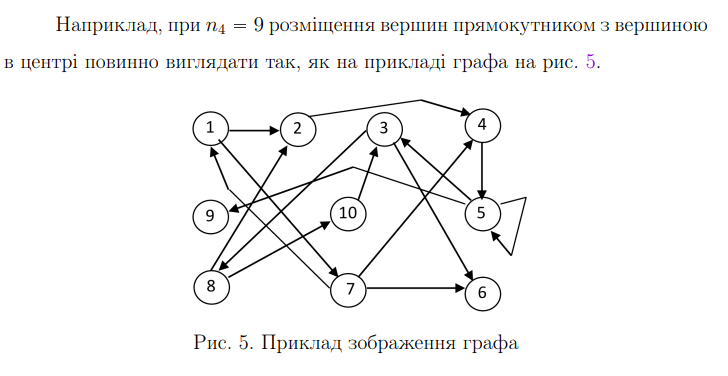 Наприклад, при n₄ = 9 розміщення вершин прямокутником з вершиною
в центрі повинно виглядати так, як на прикладі графа на рис. 5.
1 2 3 4
9 10 5
8 7 6
Рис. 5. Приклад зображення графа